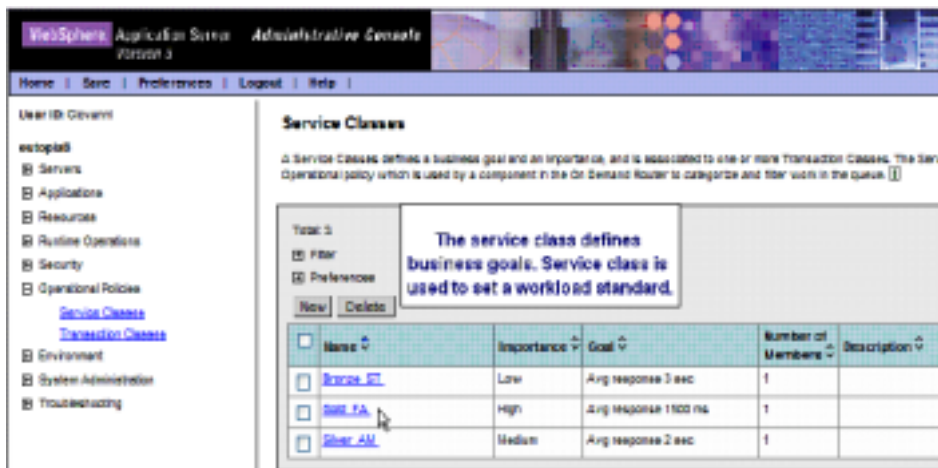 WebSphere Application Server Administrative Console
Version 5
Home | Save | Preferences | Logout | Help |
User ID: Giovanni
eutopia5
Servers
Applications
Resources
Runtime Operations
Security
Operational Policies
Service Classes
Transaction Classes
Environment
System Administration
Troubleshooting
Service Classes
A Service Classes defines a business goal and an importance, and is associated to one or more Transaction Classes. The Ser
Operational policy which is used by a component in the On Demand Router to categorize and filter work in the queue.
Total: 3
Filter
Preferences
The service class defines
business goals. Service class is
used to set a workload standard.
New Delete
Name Importance Goal Number of Members Description
Bronze_ST Low Avg response 3 sec 1
Gold_FA High Avg response 1500 ms 1
Silver_AM Medium Avg response 2 sec 1